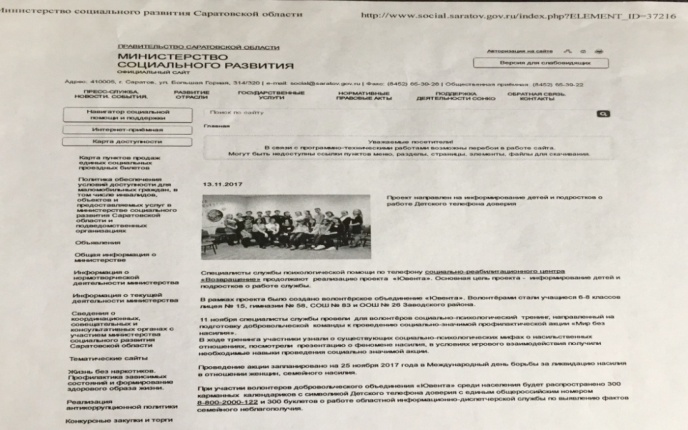 Министерство социального развития Саратовской области
http://www.social.saratov.gov.ru/index.php?ELEMENT_ID=37216
ПРАВИТЕЛЬСТВО САРАТОВСКОЙ ОБЛАСТИ
МИНИСТЕРСТВО
СОЦИАЛЬНОГО РАЗВИТИЯ
ОФИЦИАЛЬНЫЙ САЙТ
Авторизация на сайте
Версия для слабовидящих
Адрес: 410005, г. Саратов, ул. Большая Горная, 314/320 | e-mail: social@saratov.gov.ru | Факс: (8452) | Общественная приёмная: (8452)
ПРЕСС-СЛУЖБА. НОВОСТИ. СОБЫТИЯ.
РАЗВИТИЕ ОТРАСЛИ
ГОСУДАРСТВЕННЫЕ УСЛУГИ
НОРМАТИВНЫЕ ПРАВОВЫЕ АКТЫ
ПОДДЕРЖКА ДЕЯТЕЛЬНОСТИ СОНКО
ОБРАТНАЯ СВЯЗЬ. КОНТАКТЫ
Навигатор социальной
помощи и поддержки
Интернет-приёмная
Карта доступности
Поиск по сайту
Главная
Уважаемые посетители!
В связи с программно-техническими работами возможны перебои в работе сайта.
Могут быть недоступны ссылки пунктов меню, разделы, страницы, элементы, файлы для скачивания.
Карта пунктов продаж
единых социальных
проездных билетов
Политика обеспечения
условий доступности для
маломобильных граждан, в
том числе инвалидов,
объектов и
предоставляемых услуг в
министерстве социального
развития Саратовской
области и
подведомственных
организациях
Объявления
Общая информация о
министерстве
Информация о
нормотворческой
деятельности министерства
Информация о текущей
деятельности министерства
Сведения о
координационных,
совещательных и
консультативных органах с
участием министерства
социального развития
Саратовской области
Тематические сайты
Жизнь без наркотиков.
Профилактика зависимых
состояний и формирование
здорового образа жизни.
Реализация
антикоррупционной политики
Конкурсные закупки и торги
13.11.2017
Проект направлен на информирование детей и подростков о
работе Детского телефона доверия
Специалисты службы психологической помощи по телефону социально-реабилитационного центра
«Возвращение» продолжают реализацию проекта «Ювента». Основная цель проекта - информирование детей и
подростков о работе службы.
В рамках проекта было создано волонтёрское объединение «Ювента». Волонтёрами стали учащиеся 6-8 классов
лицея № 15, гимназии № 58, СОШ № 83 и ООШ № 26 Заводского района.
11 ноября специалисты службы провели для волонтёров социально-психологический тренинг, направленный на
подготовку добровольческой команды к проведению социально-значимой профилактической акции «Мир без
насилия».
В ходе тренинга участники узнали о существующих социально-психологических мифах о насильственных
отношениях, посмотрели презентацию о феномене насилия, в условиях игрового взаимодействия получили
необходимые навыки проведения социально значимой акции.
Проведение акции запланировано на 25 ноября 2017 года в Международный день борьбы за ликвидацию насилия
в отношении женщин, семейного насилия.
При участии волонтеров добровольческого объединения «Ювента» среди населения будет распространено 300
карманных календариков с символикой Детского телефона доверия с единым общероссийским номером
8-800-2000-122 и 300 буклетов о работе областной информационно-диспетчерской службы по выявлению фактов
семейного неблагополучия.